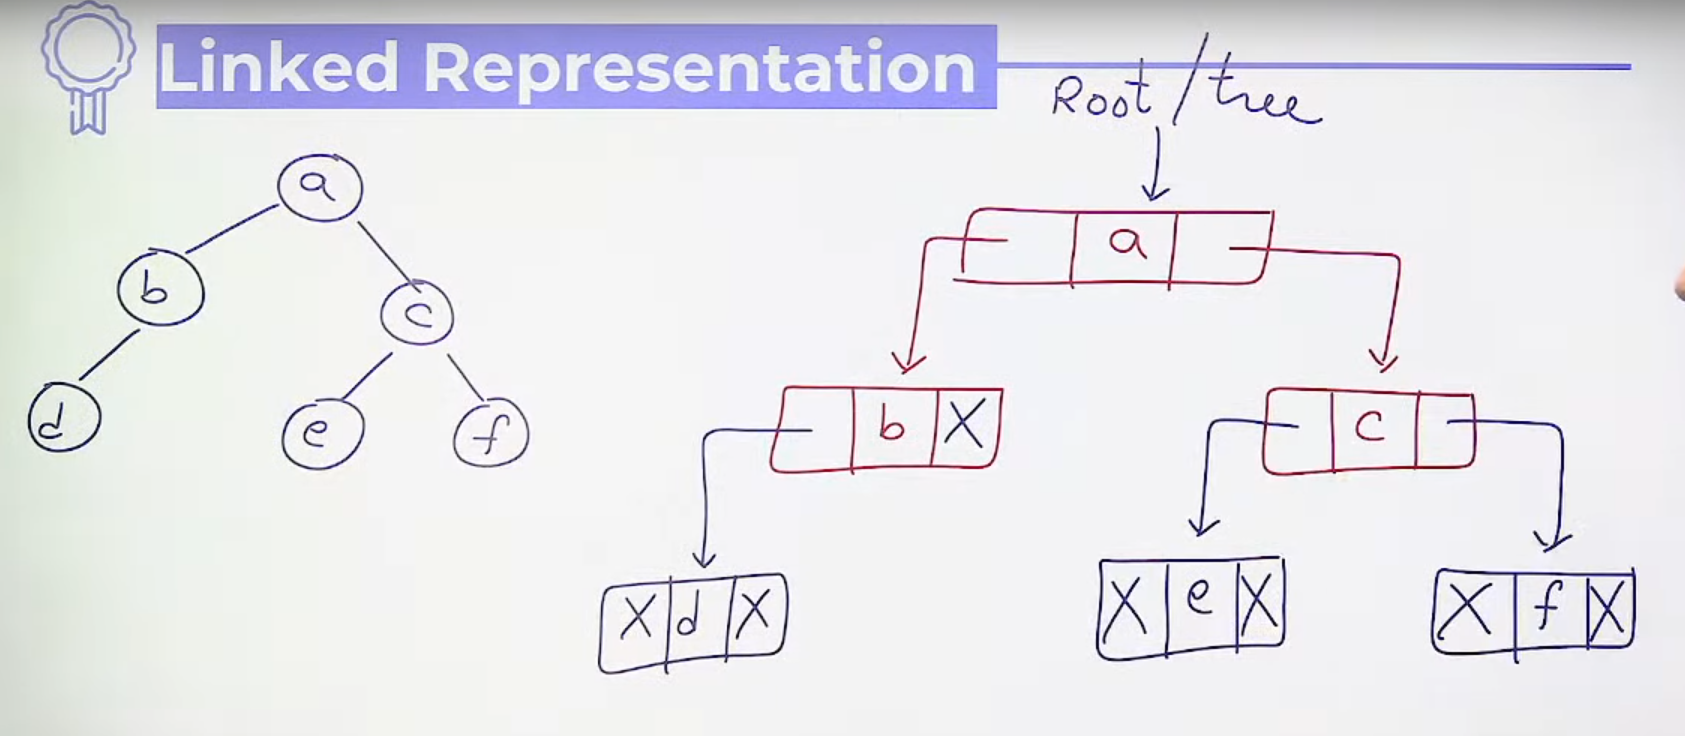 Linked Representation
Root/tree
a
b
c
d
e
f
a
b X
c
X d X
X e X
X f X